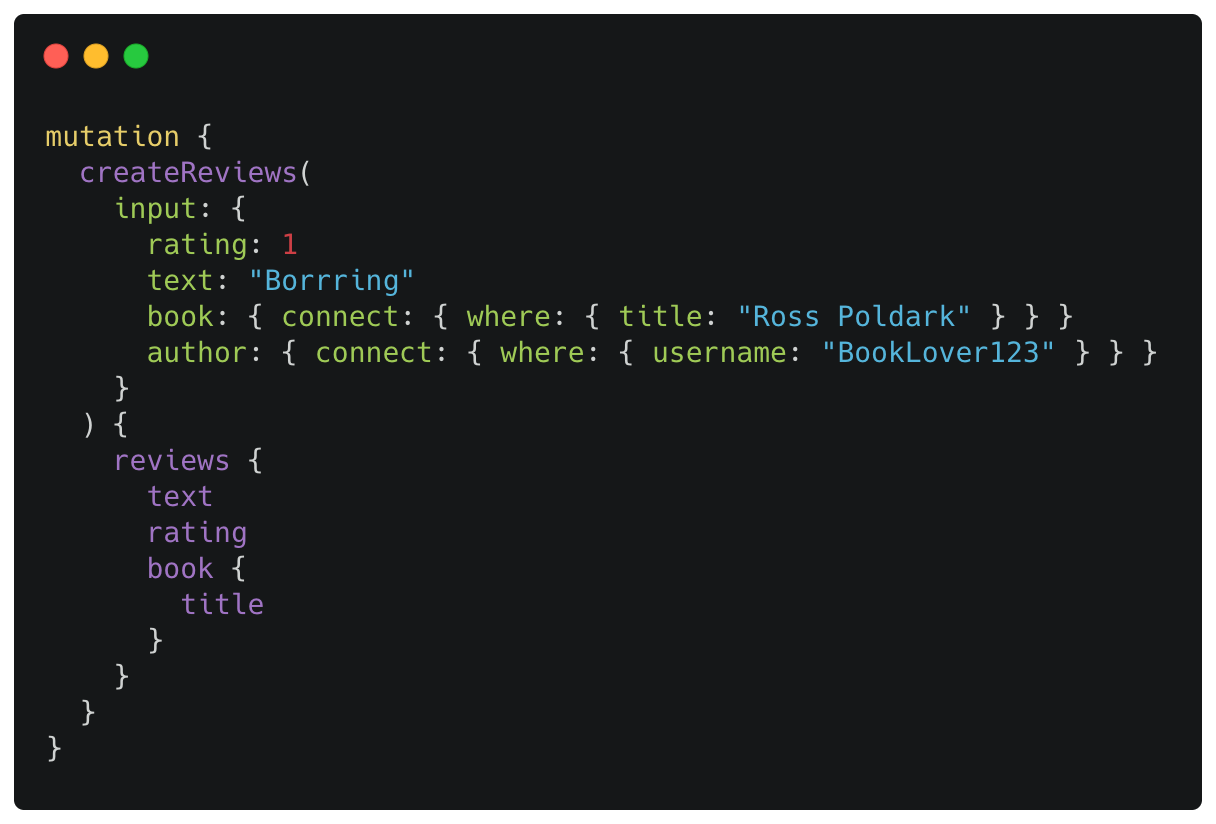 mutation {
  createReviews(
    input: {
      rating: 1
      text: "Borrring"
      book: { connect: { where: { title: "Ross Poldark" } } }
      author: { connect: { where: { username: "BookLover123" } } }
    }
  ) {
    reviews {
      text
      rating
      book {
        title
      }
    }
  }
}